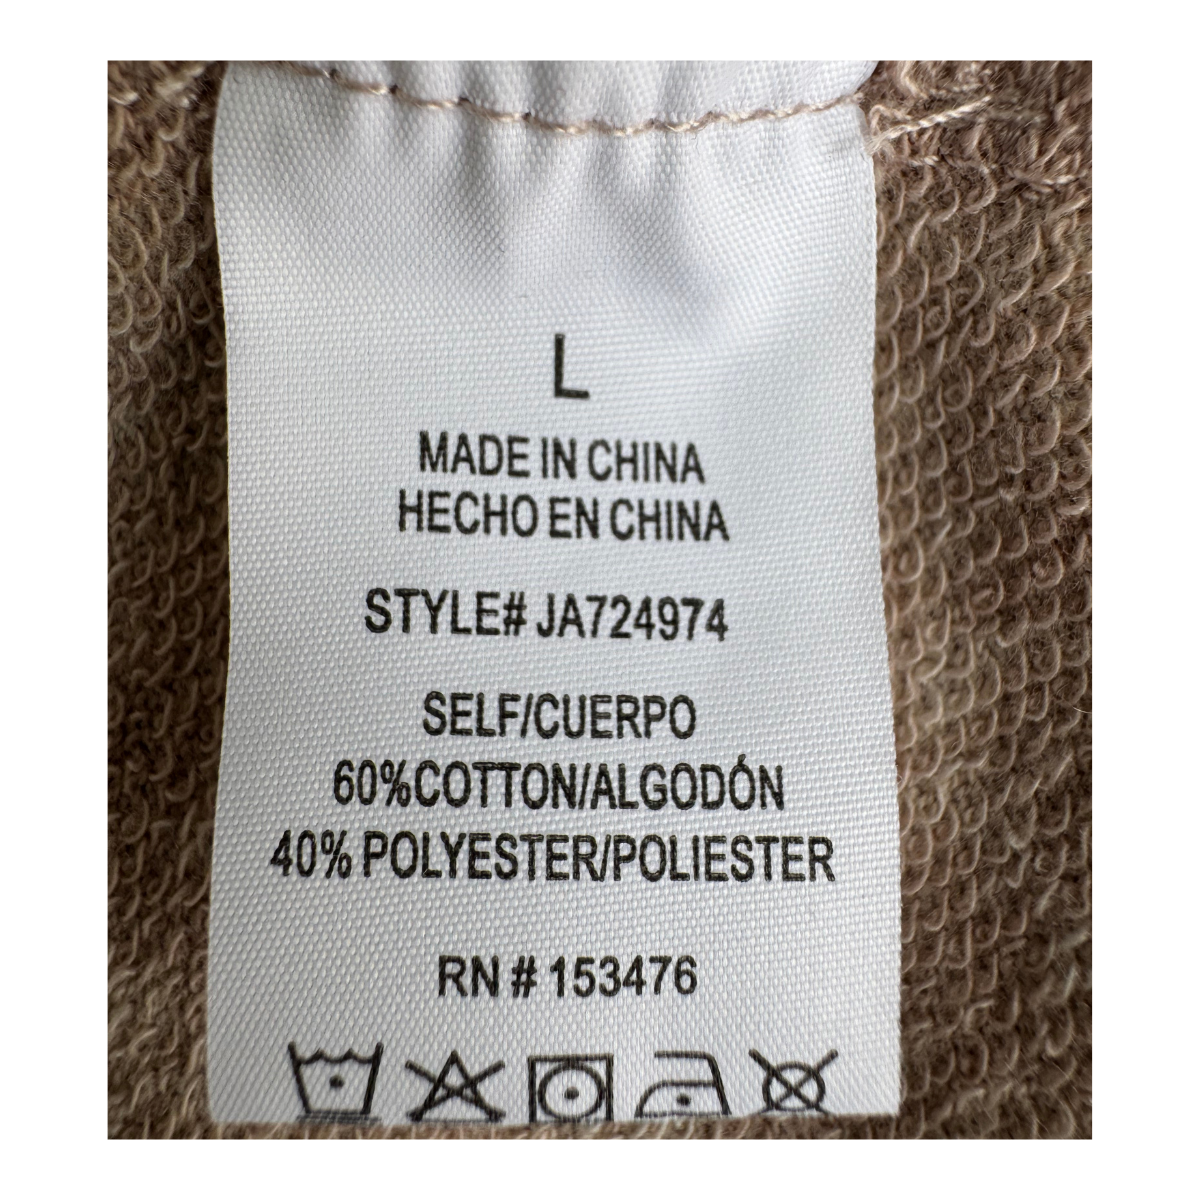 L
MADE IN CHINA
HECHO EN CHINA
STYLE# JA724974
SELF/CUERPO
60%COTTON/ALGODÓN
40% POLYESTER/POLIESTER
RN # 153476